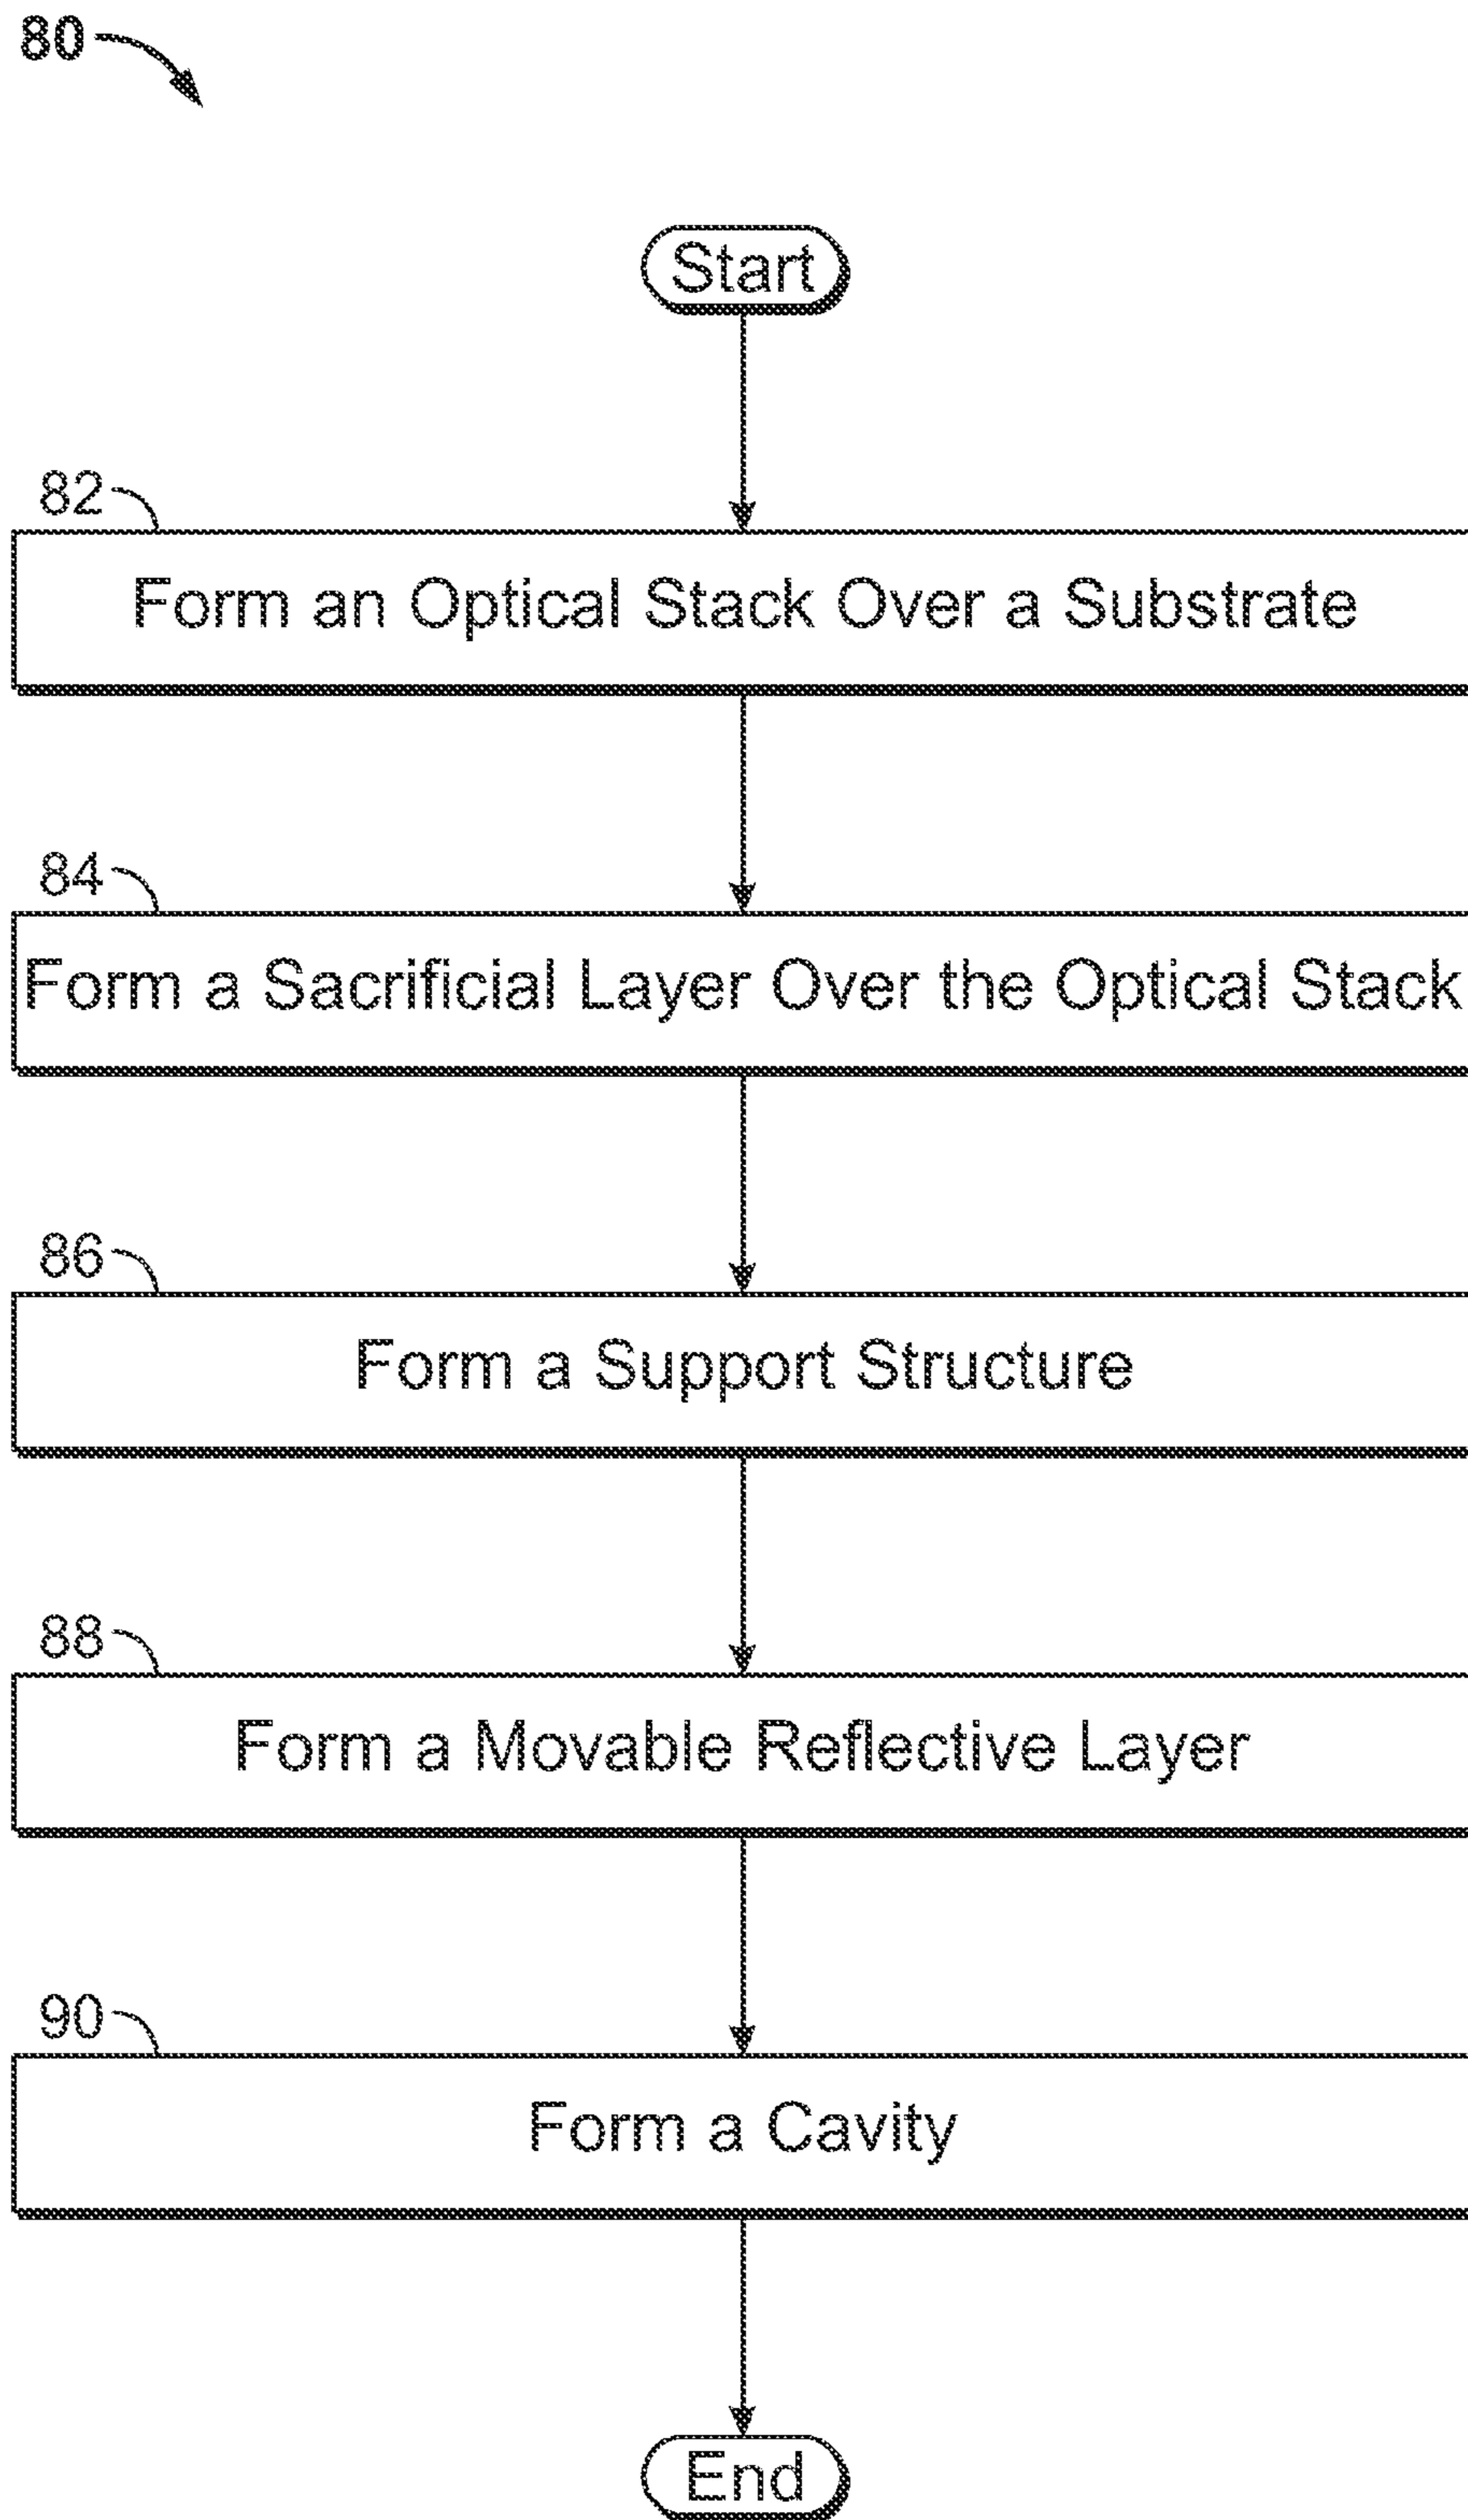 80
Start
82
Form an Optical Stack Over a Substrate
84
Form a Sacrificial Layer Over the Optical Stack
86
Form a Support Structure
88
Form a Movable Reflective Layer
90
Form a Cavity
End